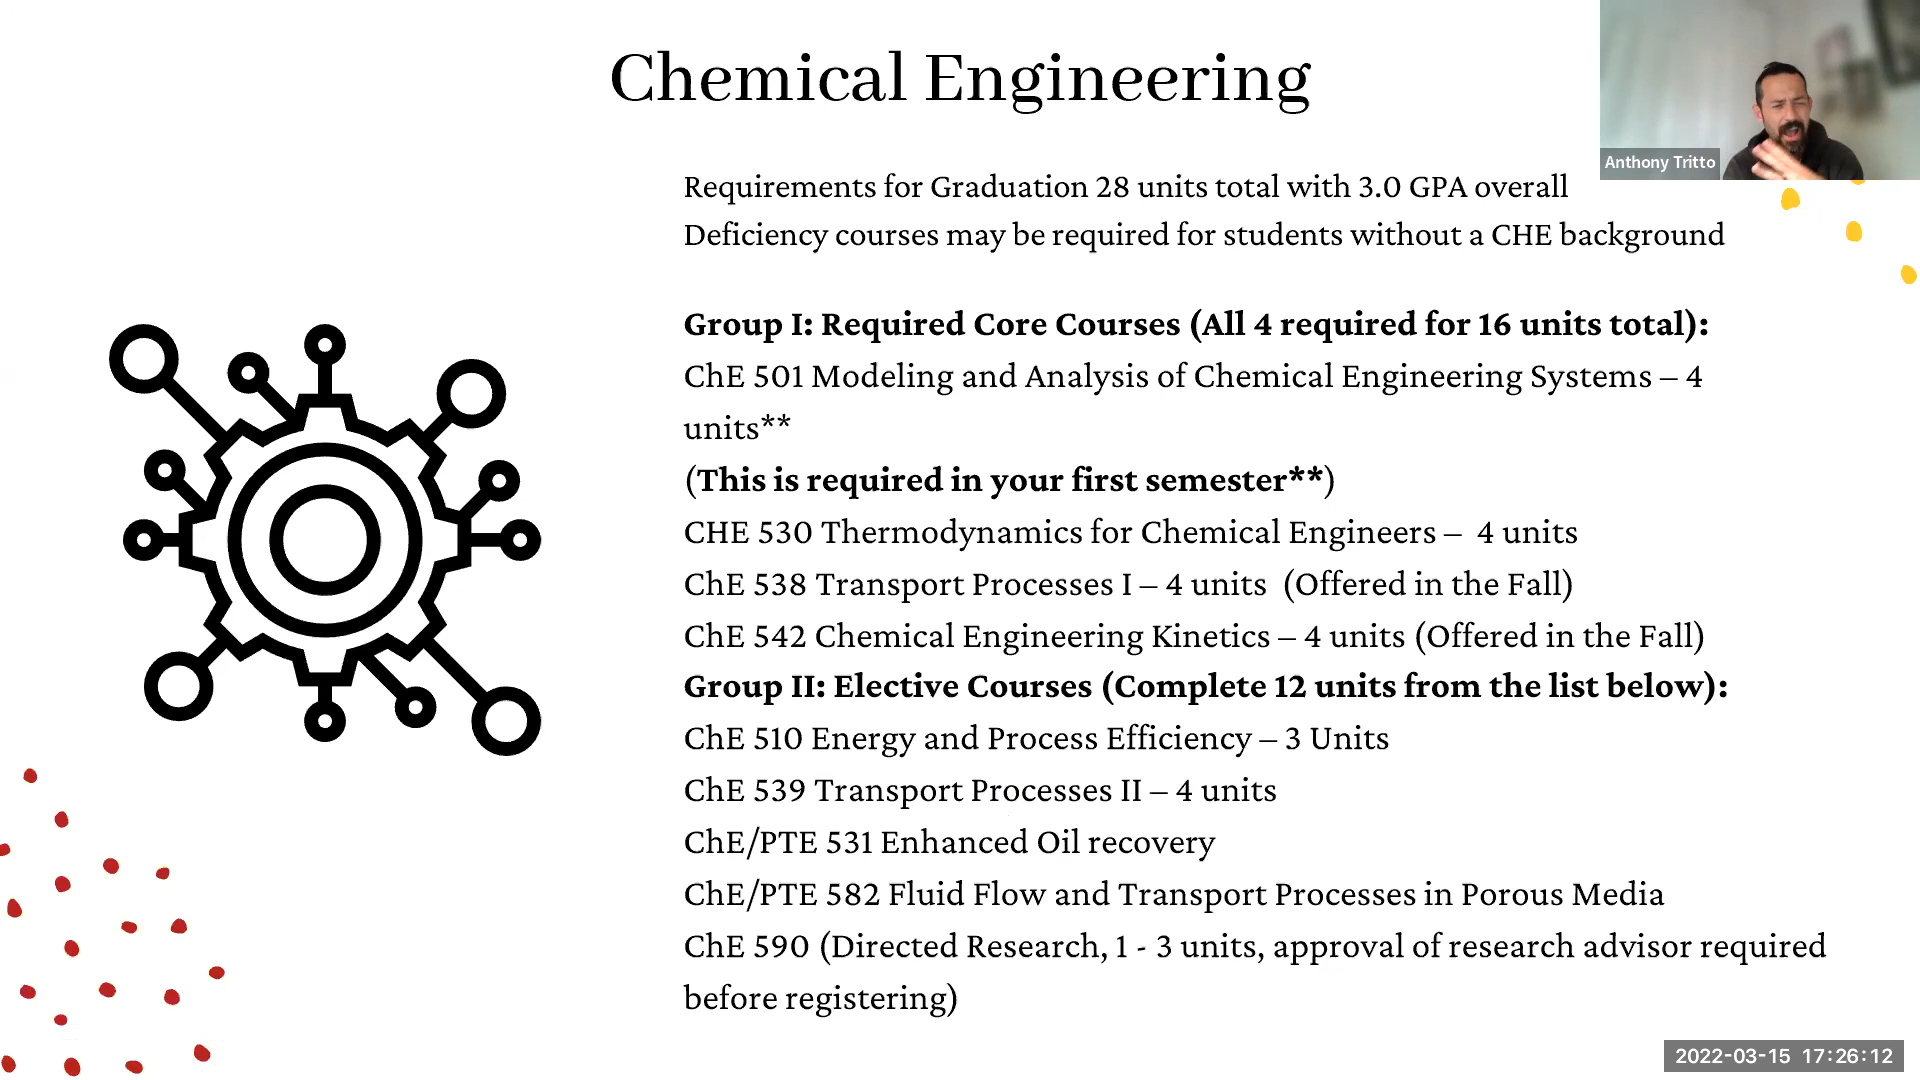 Chemical Engineering
Anthony Tritto
Requirements for Graduation 28 units total with 3.0 GPA overall
Deficiency courses may be required for students without a CHE background
Group I: Required Core Courses (All 4 required for 16 units total):
ChE 501 Modeling and Analysis of Chemical Engineering Systems – 4
units**
(This is required in your first semester**)
CHE 530 Thermodynamics for Chemical Engineers –  4 units
ChE 538 Transport Processes I – 4 units  (Offered in the Fall)
ChE 542 Chemical Engineering Kinetics – 4 units (Offered in the Fall)
Group II: Elective Courses (Complete 12 units from the list below):
ChE 510 Energy and Process Efficiency – 3 Units
ChE 539 Transport Processes II – 4 units
ChE/PTE 531 Enhanced Oil recovery
ChE/PTE 582 Fluid Flow and Transport Processes in Porous Media
ChE 590 (Directed Research, 1 - 3 units, approval of research advisor required
before registering)
2022-03-15 17:26:12